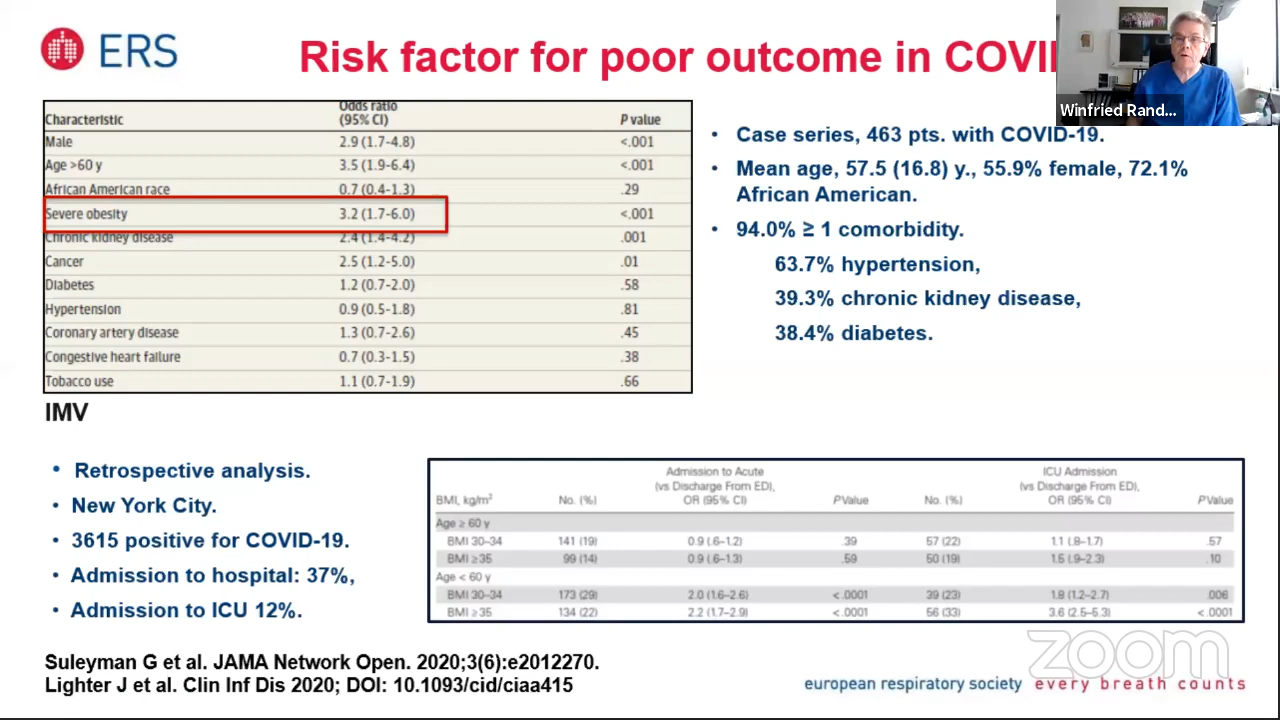 ERS
Risk factor for poor outcome in COVI
Winfried Rand...
Characteristic Odds ratio (95% CI) P value
Male 2.9 (1.7-4.8) <.001
Age >60 y 3.5 (1.9-6.4) <.001
African American race 0.7 (0.4-1.3) .29
Severe obesity 3.2 (1.7-6.0) <.001
Chronic kidney disease 2.4 (1.4-4.2) .001
Cancer 2.5 (1.2-5.0) .01
Diabetes 1.2 (0.7-2.0) .58
Hypertension 0.9 (0.5-1.8) .81
Coronary artery disease 1.3 (0.7-2.6) .45
Congestive heart failure 0.7 (0.3-1.5) .38
Tobacco use 1.1 (0.7-1.9) .66
IMV
• Case series, 463 pts. with COVID-19.
• Mean age, 57.5 (16.8) y., 55.9% female, 72.1%
African American.
• 94.0% ≥ 1 comorbidity.
63.7% hypertension,
39.3% chronic kidney disease,
38.4% diabetes.
• Retrospective analysis.
• New York City.
• 3615 positive for COVID-19.
• Admission to hospital: 37%,
• Admission to ICU 12%.
Admission to Acute ICU Admission
(vs Discharge From ED), (vs Discharge From ED),
BMI, kg/m² No. (%) OR (95% CI) P Value No. (%) OR (95% CI) P Value
Age ≥ 60 y
BMI 30–34 141 (19) 0.9 (.6–1.2) .39 57 (22) 1.1 (.8–1.7) .57
BMI ≥35 99 (14) 0.9 (.6–1.3) .59 50 (19) 1.5 (.9–2.3) .10
Age < 60 y
BMI 30–34 173 (29) 2.0 (1.6–2.6) <.0001 39 (23) 1.8 (1.2–2.7) .006
BMI ≥35 134 (22) 2.2 (1.7–2.9) <.0001 56 (33) 3.6 (2.5–5.3) <.0001
Suleyman G et al. JAMA Network Open. 2020;3(6):e2012270.
Lighter J et al. Clin Inf Dis 2020; DOI: 10.1093/cid/ciaa415
zoom
european respiratory society every breath counts